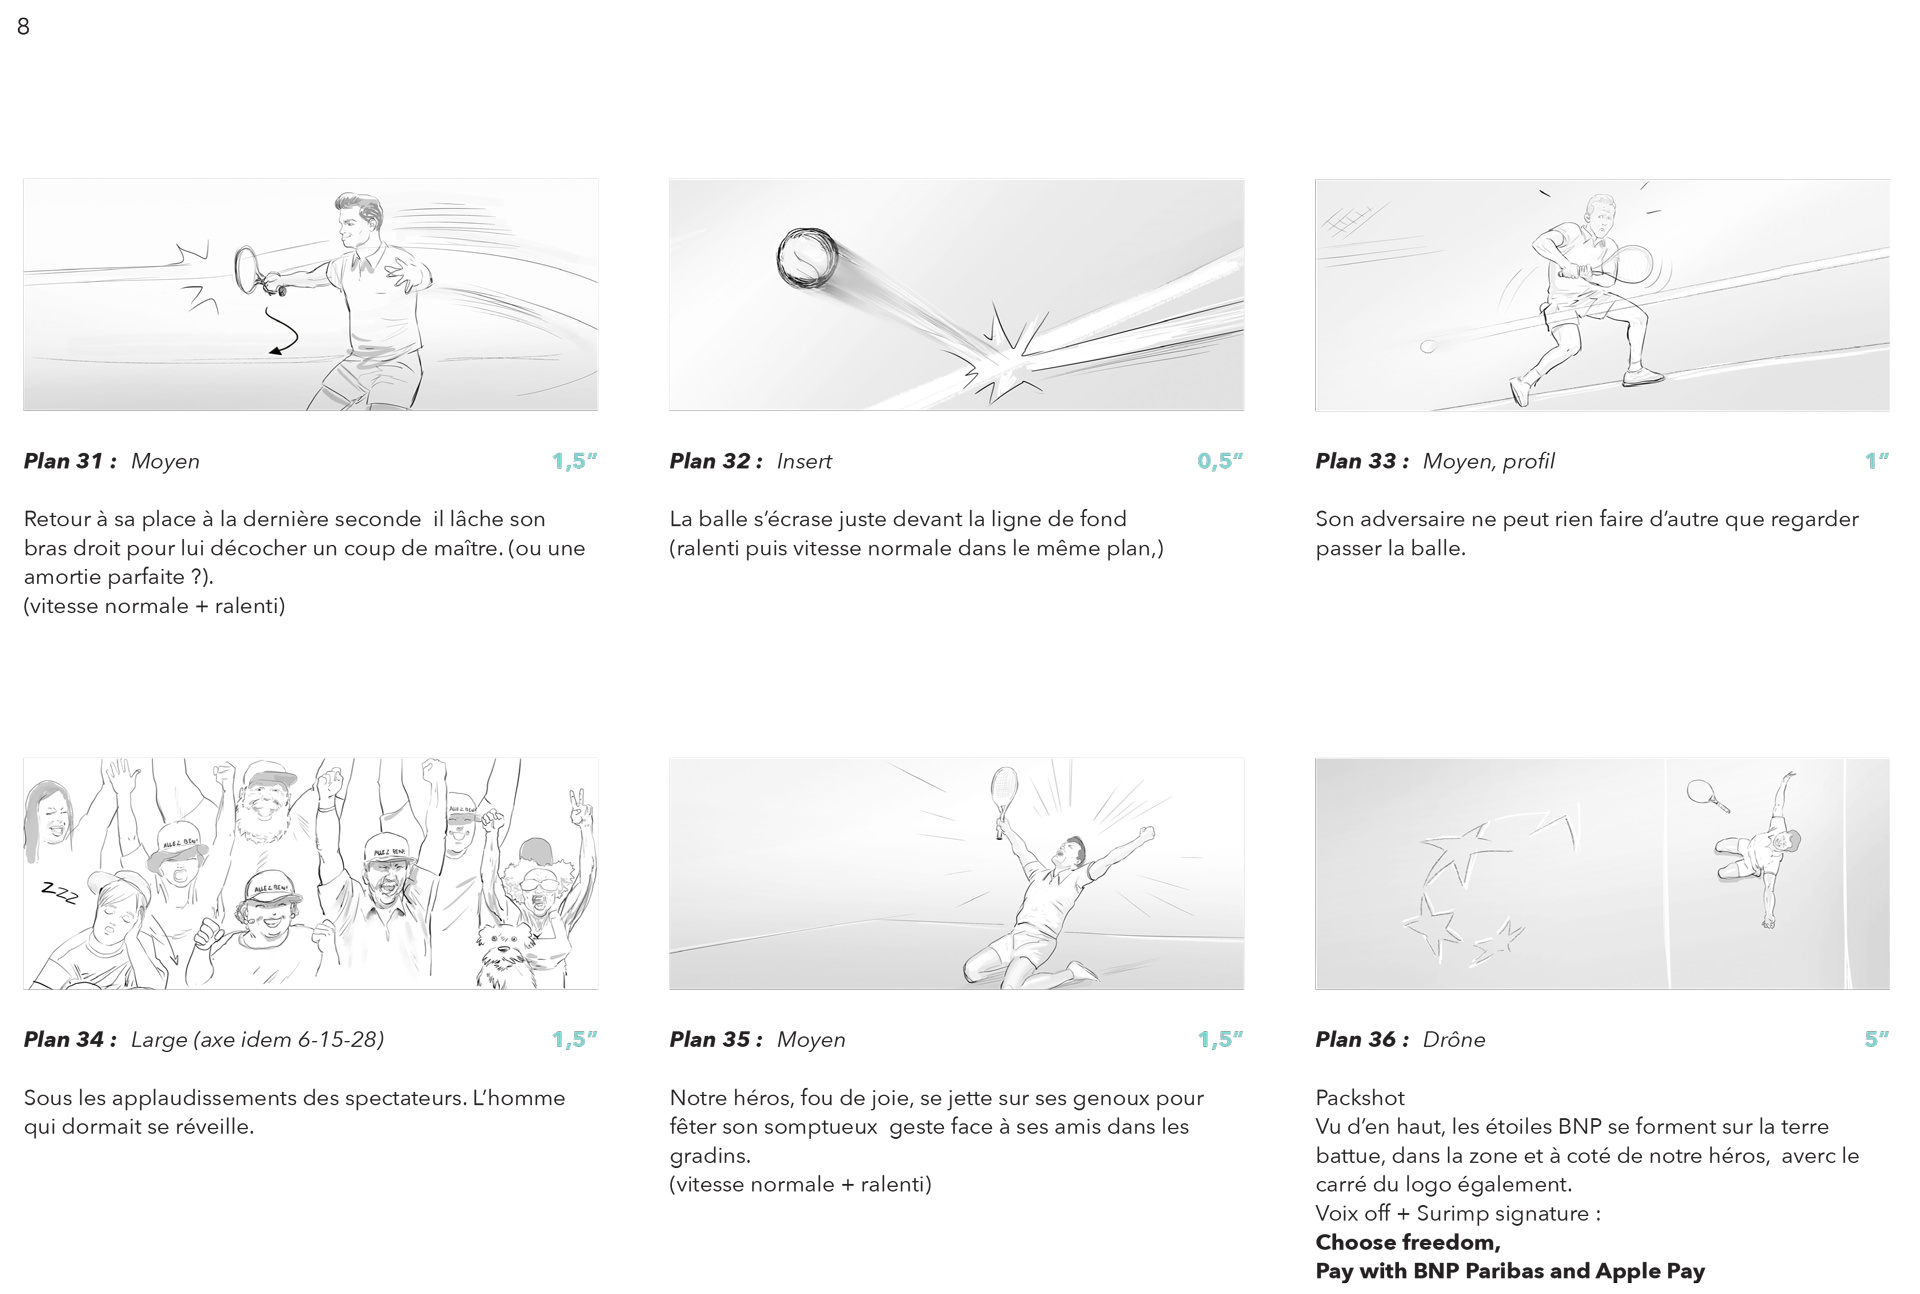 8
Plan 31 : Moyen 1,5”
Retour à sa place à la dernière seconde il lâche son
bras droit pour lui décocher un coup de maître. (ou une
amortie parfaite ?).
(vitesse normale + ralenti)
Plan 32 : Insert 0,5”
La balle s’écrase juste devant la ligne de fond
(ralenti puis vitesse normale dans le même plan,)
Plan 33 : Moyen, profil 1”
Son adversaire ne peut rien faire d’autre que regarder
passer la balle.
ALLEZ BEN!
ALLEZ BEN!
ALLEZ BEN!
ALLEZ BEN!
ZZZ
Plan 34 : Large (axe idem 6-15-28) 1,5”
Sous les applaudissements des spectateurs. L’homme
qui dormait se réveille.
Plan 35 : Moyen 1,5”
Notre héros, fou de joie, se jette sur ses genoux pour
fêter son somptueux geste face à ses amis dans les
gradins.
(vitesse normale + ralenti)
Plan 36 : Drône 5”
Packshot
Vu d’en haut, les étoiles BNP se forment sur la terre
battue, dans la zone et à coté de notre héros, averc le
carré du logo également.
Voix off + Surimp signature :
Choose freedom,
Pay with BNP Paribas and Apple Pay